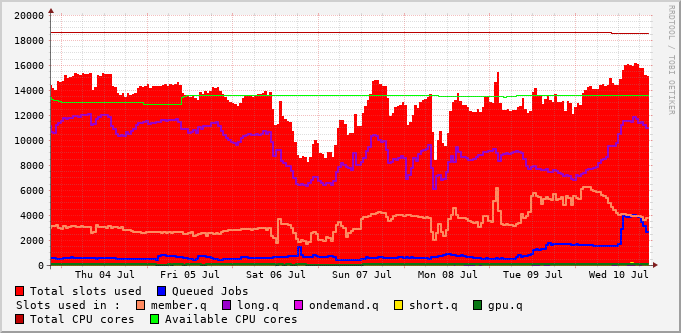 20000
18000
16000
14000
12000
10000
8000
6000
4000
2000
0
Thu 04 Jul Fri 05 Jul Sat 06 Jul Sun 07 Jul Mon 08 Jul Tue 09 Jul Wed 10 Jul
RRDTOOL / TOBI OETIKER
Total slots used Queued Jobs
Slots used in : member.q long.q ondemand.q short.q gpu.q
Total CPU cores Available CPU cores